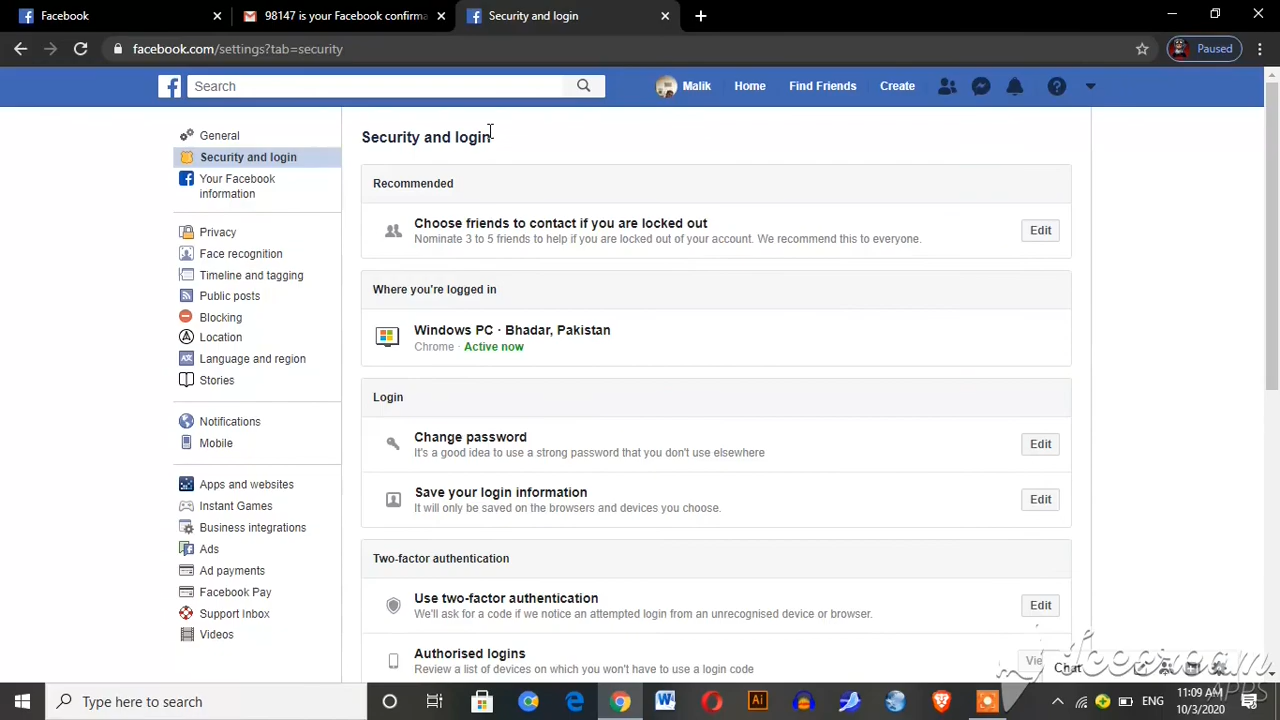 Facebook
98147 is your Facebook confirma
Security and login
facebook.com/settings?tab=security
Paused
Search
Malik
Home
Find Friends
Create
Security and login
General
Security and login
Your Facebook
information
Privacy
Face recognition
Timeline and tagging
Public posts
Blocking
Location
Language and region
Stories
Notifications
Mobile
Apps and websites
Instant Games
Business integrations
Ads
Ad payments
Facebook Pay
Support Inbox
Videos
Recommended
Choose friends to contact if you are locked out
Nominate 3 to 5 friends to help if you are locked out of your account. We recommend this to everyone.
Edit
Where you're logged in
Windows PC · Bhadar, Pakistan
Chrome · Active now
Login
Change password
It's a good idea to use a strong password that you don't use elsewhere
Edit
Save your login information
It will only be saved on the browsers and devices you choose.
Edit
Two-factor authentication
Use two-factor authentication
We'll ask for a code if we notice an attempted login from an unrecognised device or browser.
Edit
Authorised logins
Review a list of devices on which you won't have to use a login code
Chat
APPS
Type here to search
ENG
11:09 AM
10/3/2020